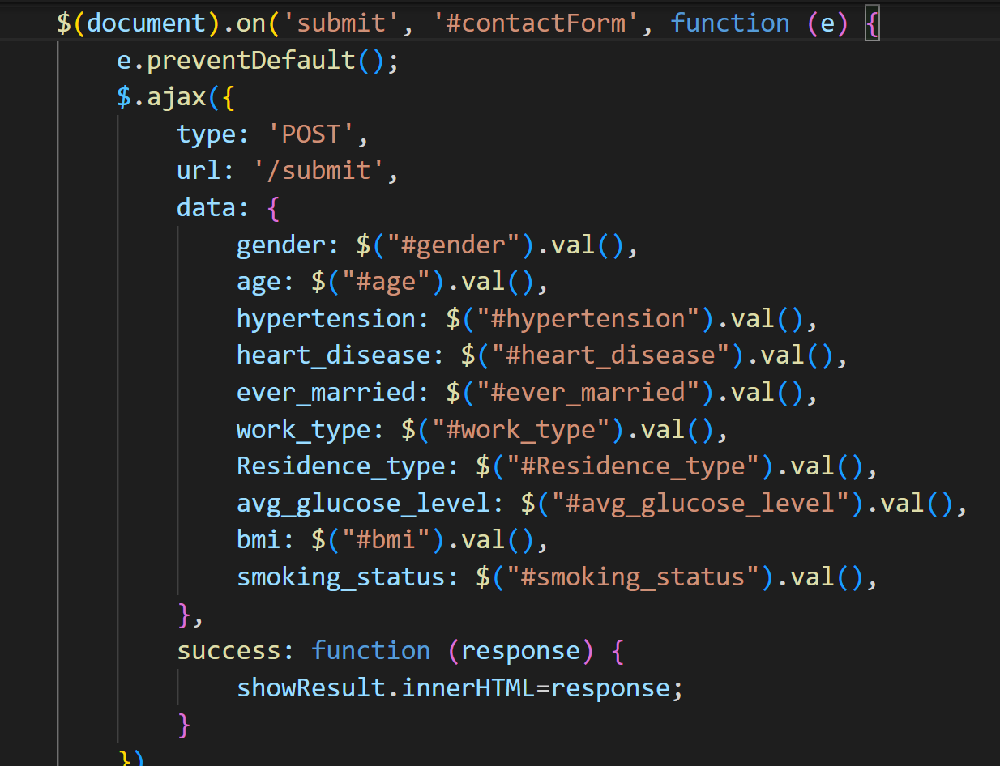 $(document).on('submit', '#contactForm', function (e) {
e.preventDefault();
$.ajax({
type: 'POST',
url: '/submit',
data: {
gender: $("#gender").val(),
age: $("#age").val(),
hypertension: $("#hypertension").val(),
heart_disease: $("#heart_disease").val(),
ever_married: $("#ever_married").val(),
work_type: $("#work_type").val(),
Residence_type: $("#Residence_type").val(),
avg_glucose_level: $("#avg_glucose_level").val(),
bmi: $("#bmi").val(),
smoking_status: $("#smoking_status").val(),
},
success: function (response) {
showResult.innerHTML=response;
}
})